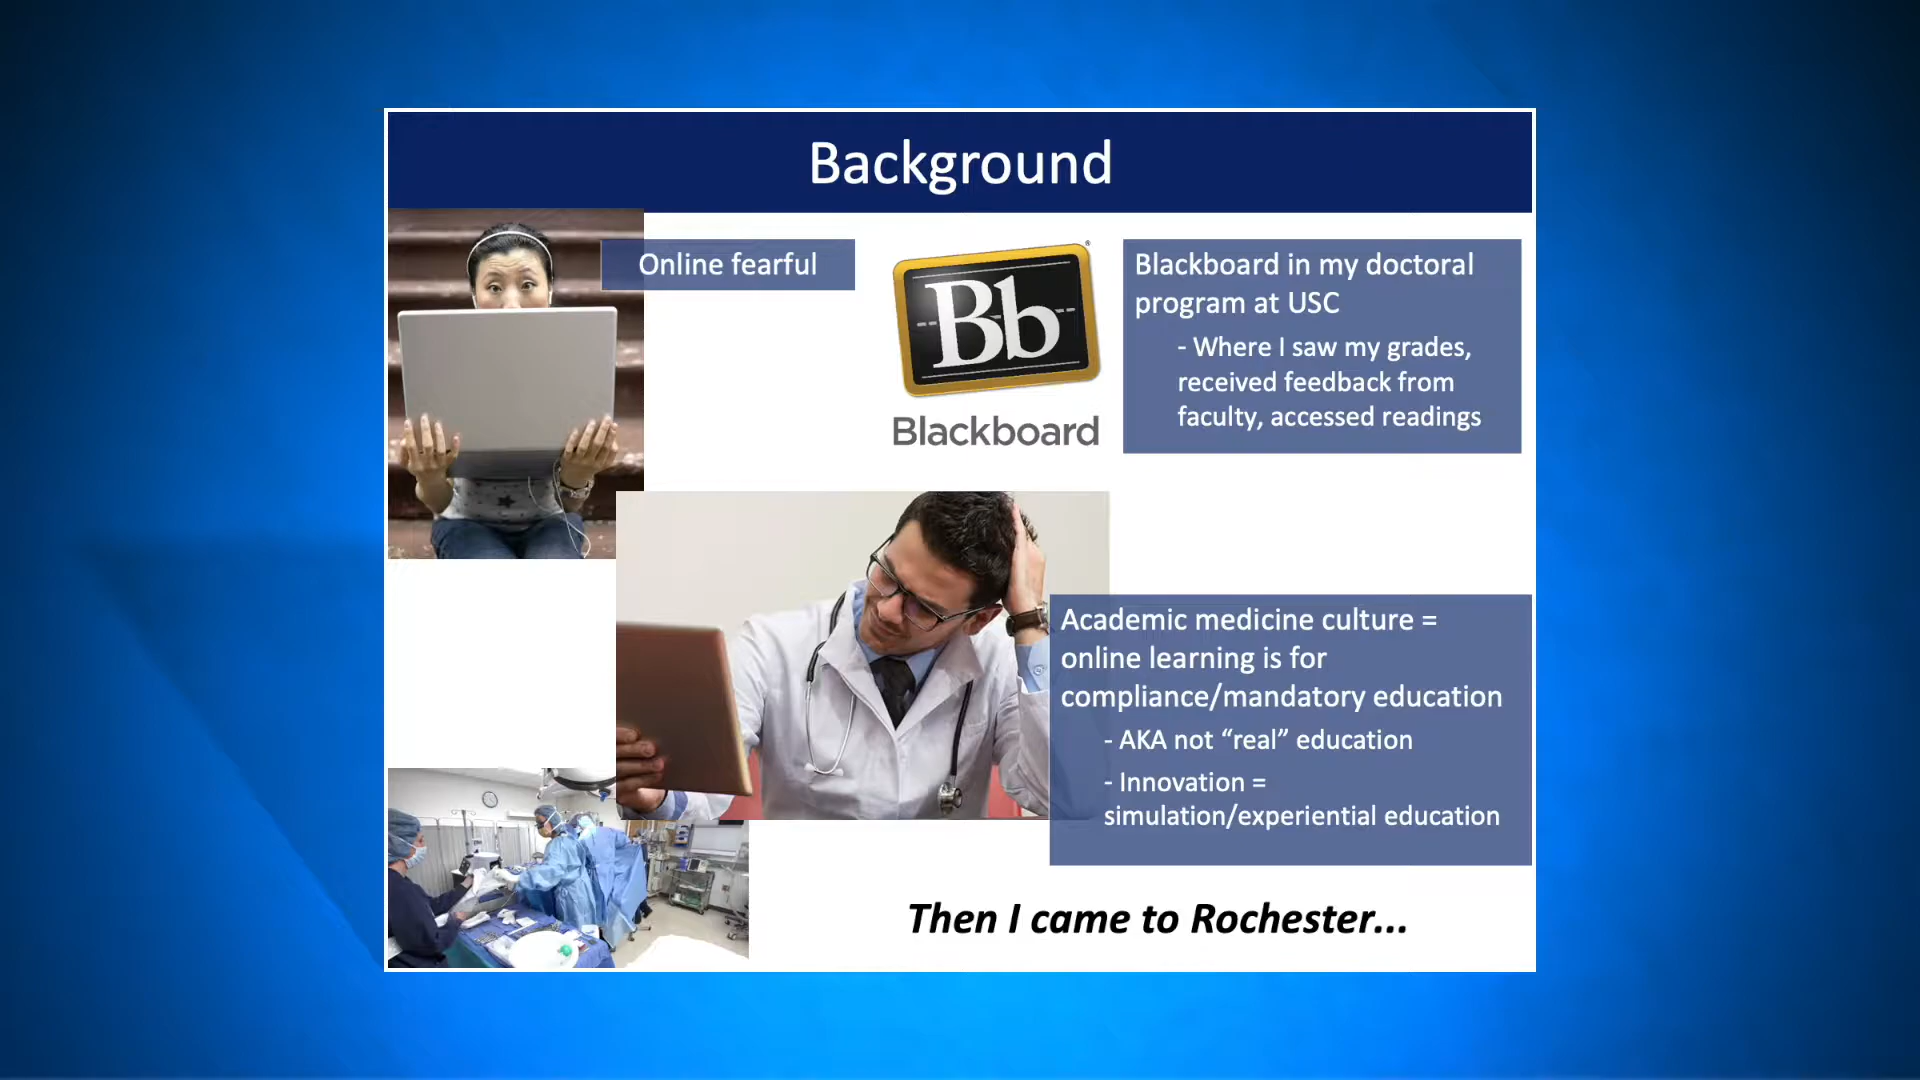 Background
Online fearful
Bb
Blackboard
Blackboard in my doctoral
program at USC
- Where I saw my grades,
received feedback from
faculty, accessed readings
Academic medicine culture =
online learning is for
compliance/mandatory education
- AKA not “real” education
- Innovation =
simulation/experiential education
Then I came to Rochester...